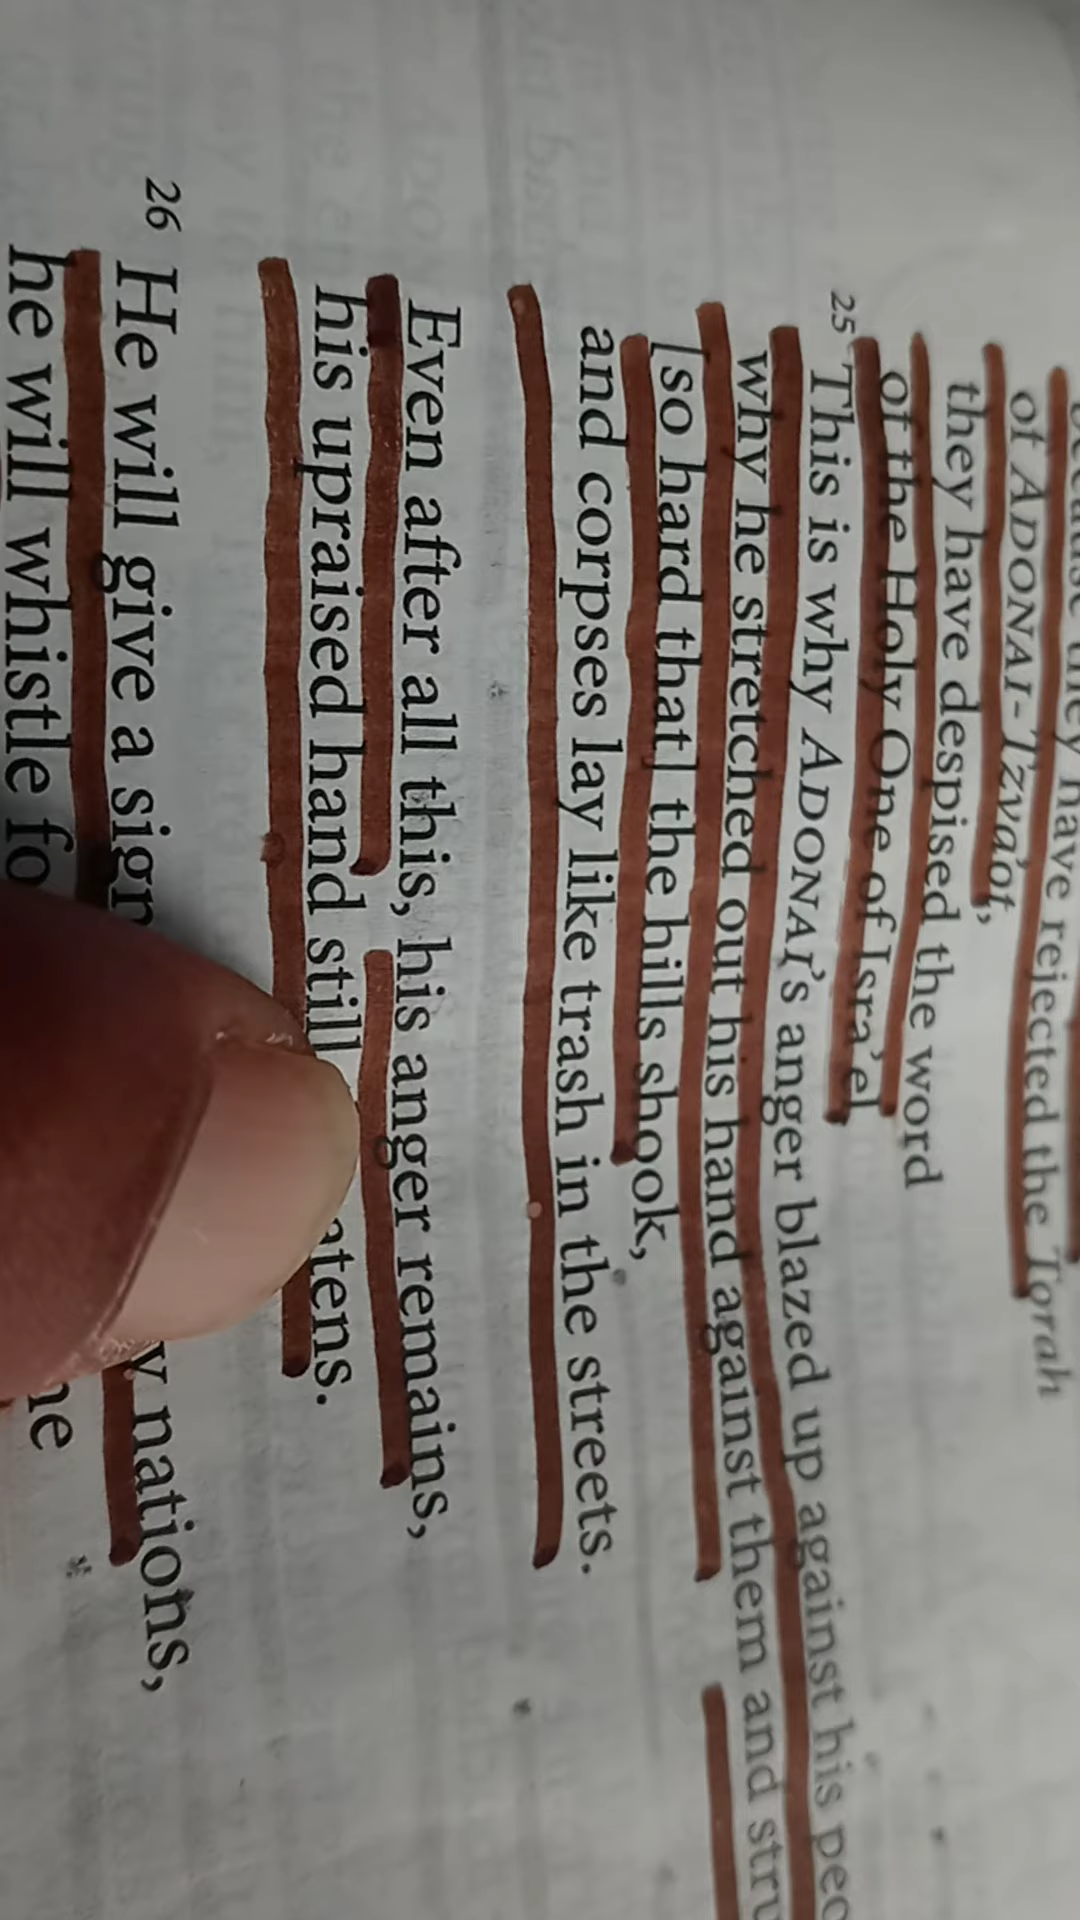 they have rejected the Torah
of ADONAI-Tzva'ot,
they have despised the word
of the Holy One of Isra'el.
25 This is why ADONAI's anger blazed up against his
why he stretched out his hand against them and
[so hard that] the hills shook,
and corpses lay like trash in the streets.
Even after all this, his anger remains,
his upraised hand still
26 He will give a sign nations,
he will whistle